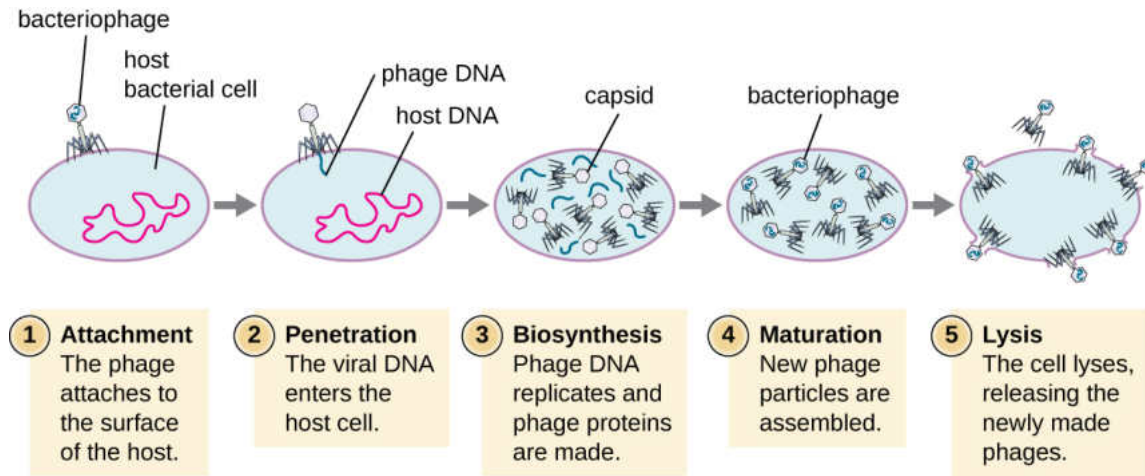 bacteriophage
host
bacterial cell
phage DNA
host DNA
capsid
bacteriophage
1 Attachment
The phage
attaches to
the surface
of the host.
2 Penetration
The viral DNA
enters the
host cell.
3 Biosynthesis
Phage DNA
replicates and
phage proteins
are made.
4 Maturation
New phage
particles are
assembled.
5 Lysis
The cell lyses,
releasing the
newly made
phages.